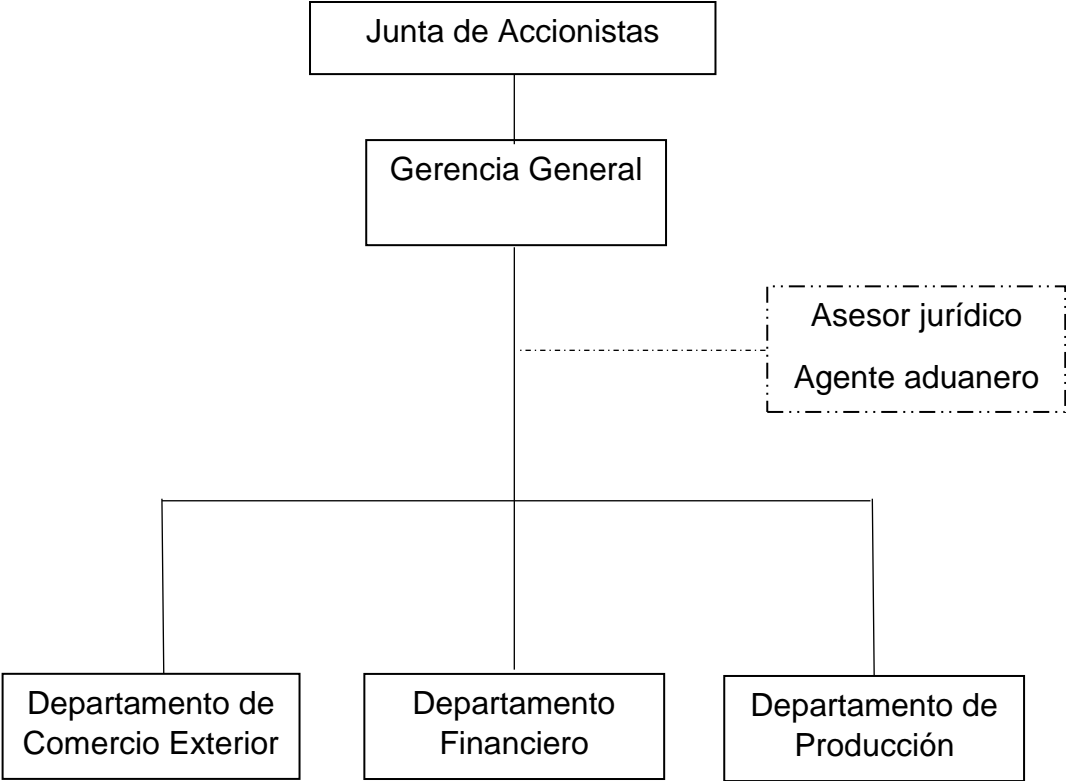 Junta de Accionistas
Gerencia General
Asesor jurídico
Agente aduanero
Departamento de
Comercio Exterior
Departamento
Financiero
Departamento de
Producción